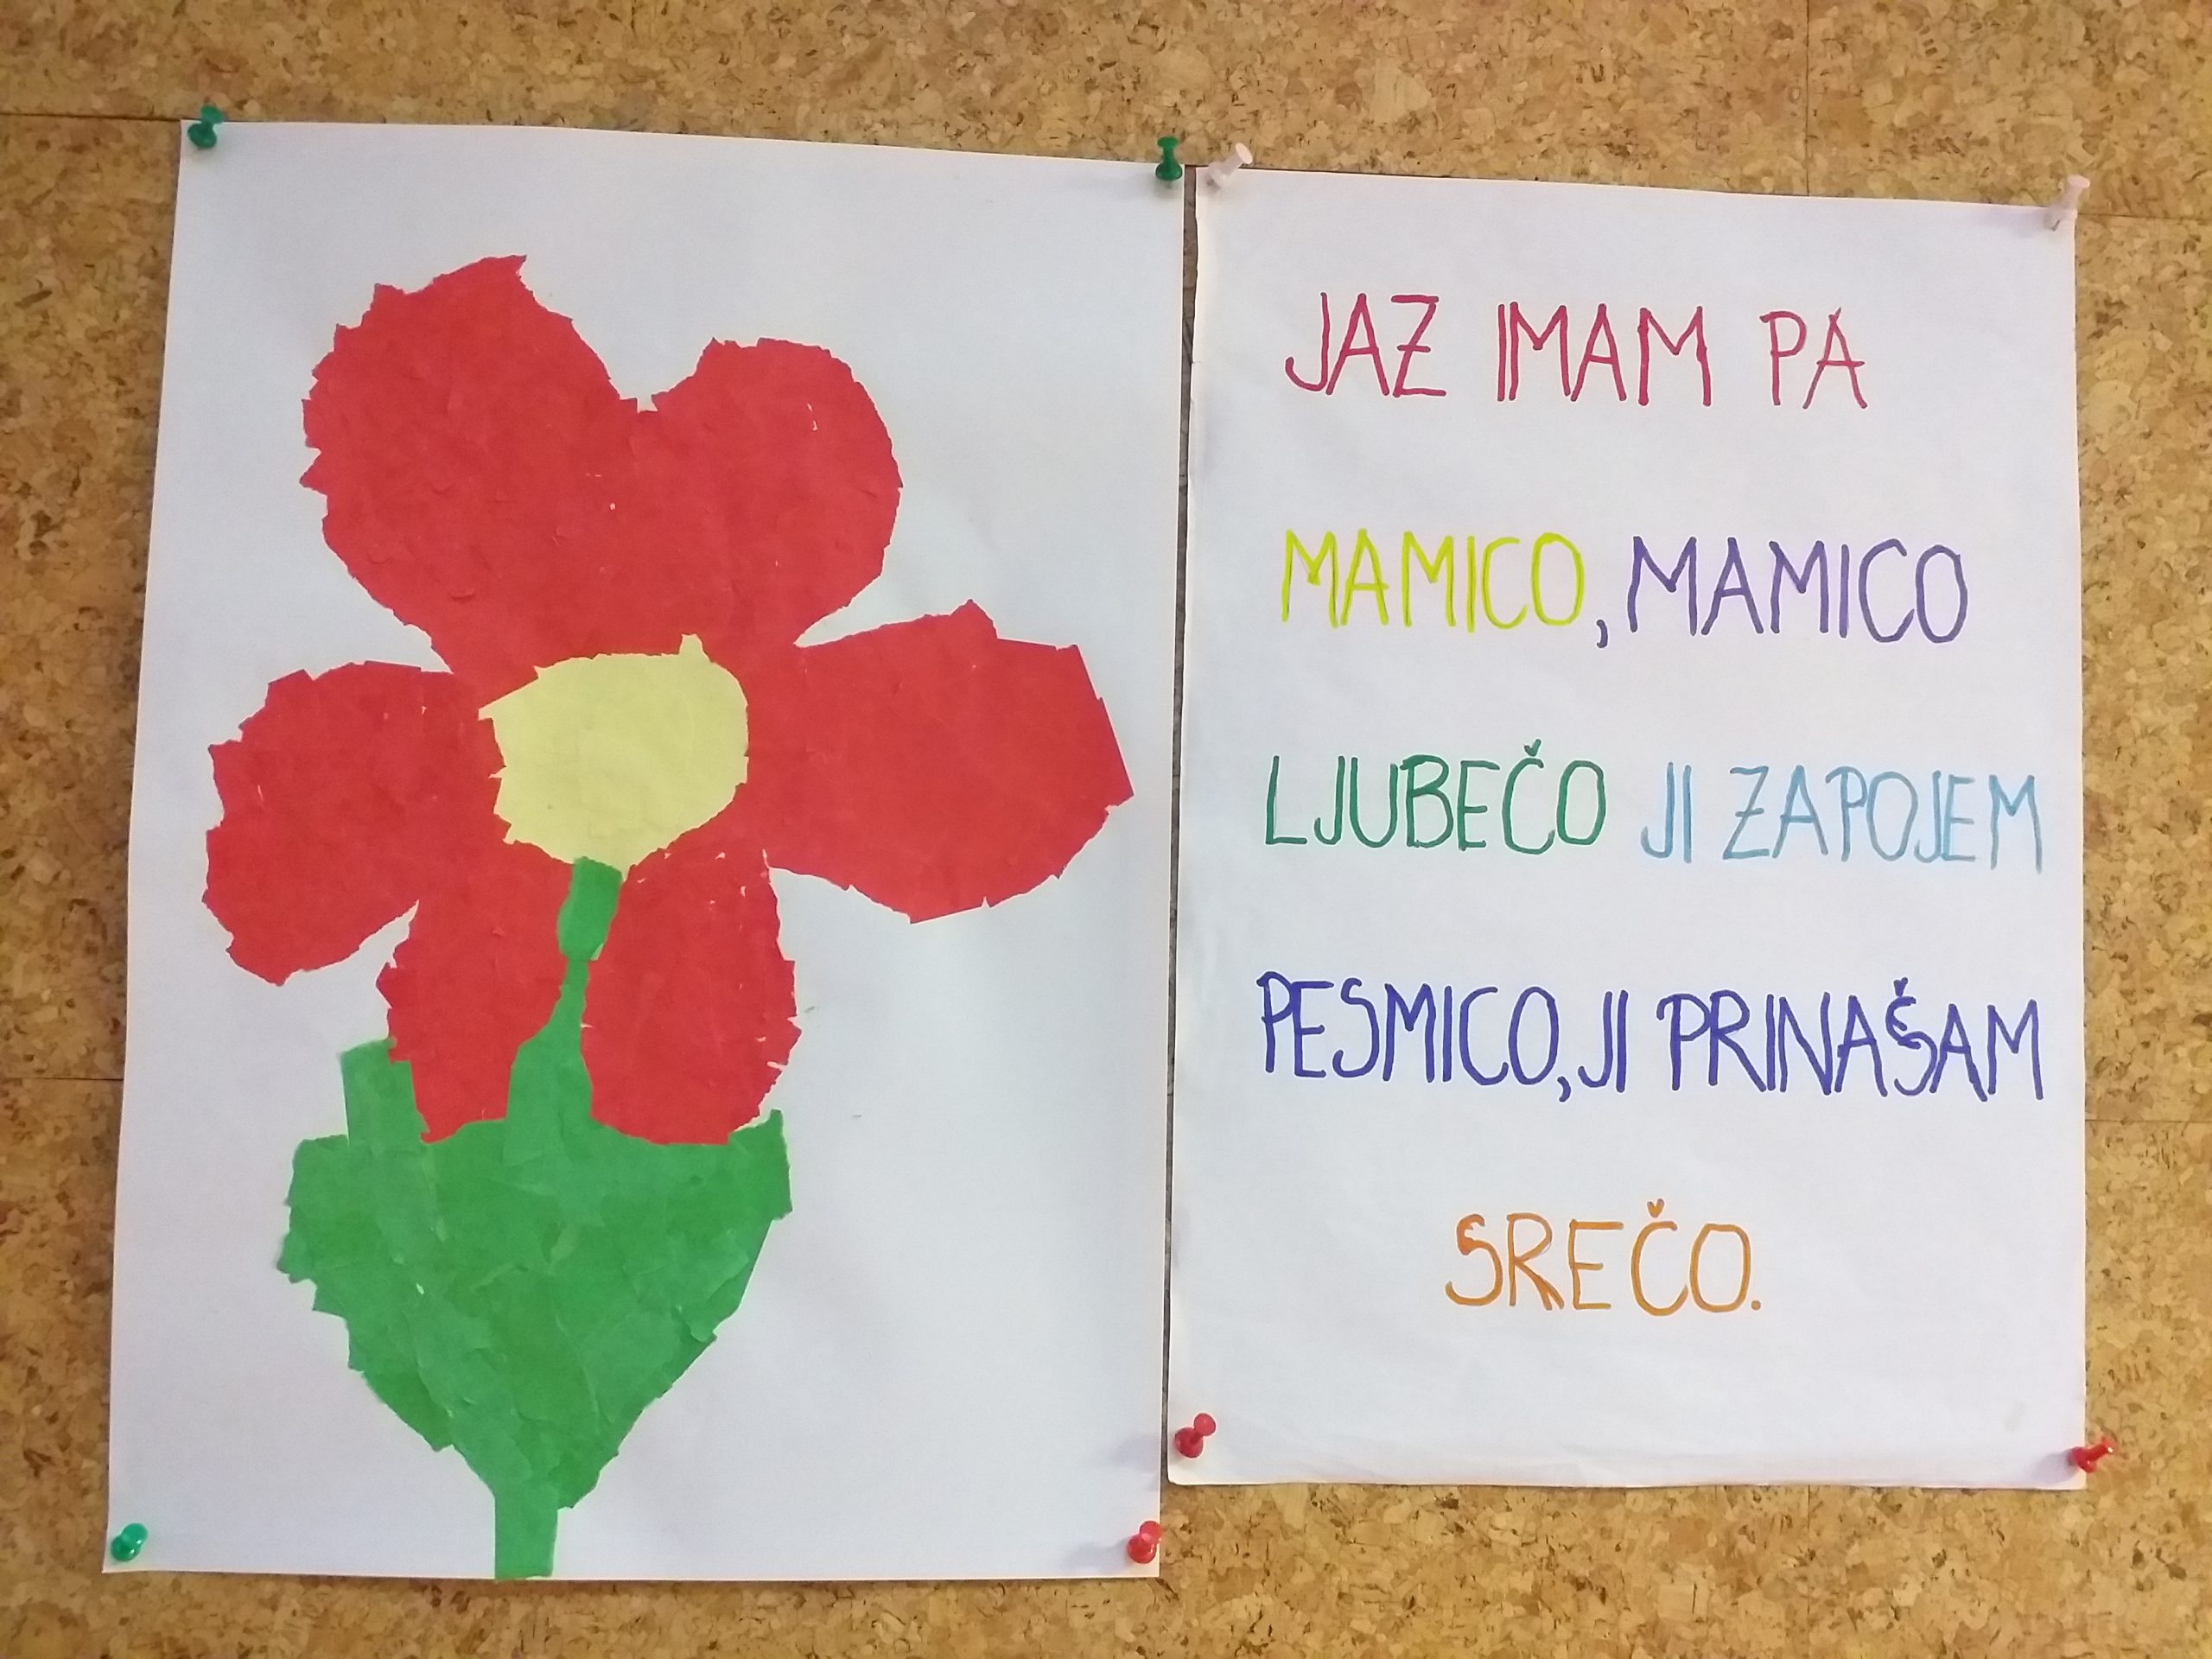 JAZ IMAM PA
MAMICO, MAMICO
LJUBEČO JI ZAPOJEM
PESMICO, JI PRINAŠAM
SREČO.